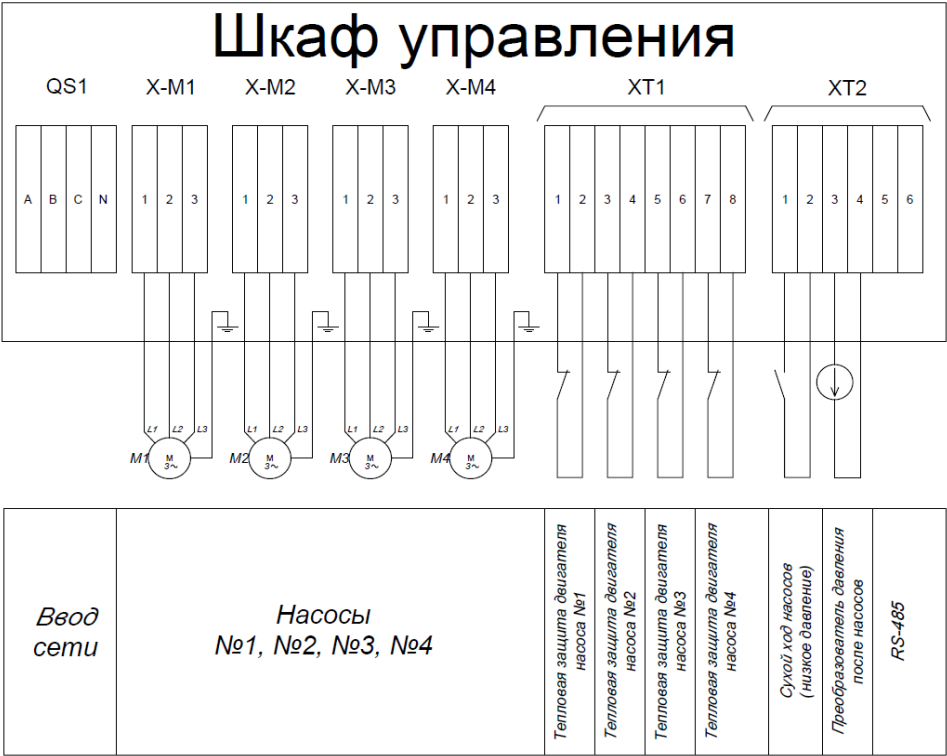 Шкаф управления
QS1 X-M1 X-M2 X-M3 X-M4 XT1 XT2
A B C N 1 2 3 1 2 3 1 2 3 1 2 3 1 2 3 4 5 6 7 8 1 2 3 4 5 6
L1 L2 L3 L1 L2 L3 L1 L2 L3 L1 L2 L3
M1 M M2 M M3 M M4 M
3~ 3~ 3~ 3~
Ввод
сети
Насосы
№1, №2, №3, №4
Тепловая защита двигателя
насоса №1
Тепловая защита двигателя
насоса №2
Тепловая защита двигателя
насоса №3
Тепловая защита двигателя
насоса №4
Сухой ход насосов
(низкое давление)
Преобразователь давления
после насосов
RS-485